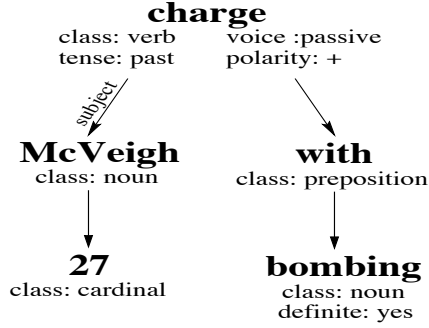 charge
class: verb voice :passive
tense: past polarity: +
subject
McVeigh with
class: noun class: preposition
27 bombing
class: cardinal class: noun
definite: yes